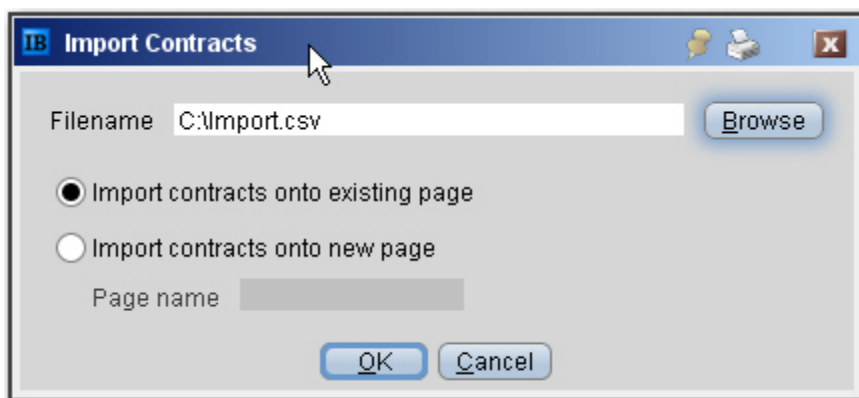 IB Import Contracts
Filename C:\Import.csv Browse
Import contracts onto existing page
Import contracts onto new page
Page name
OK Cancel